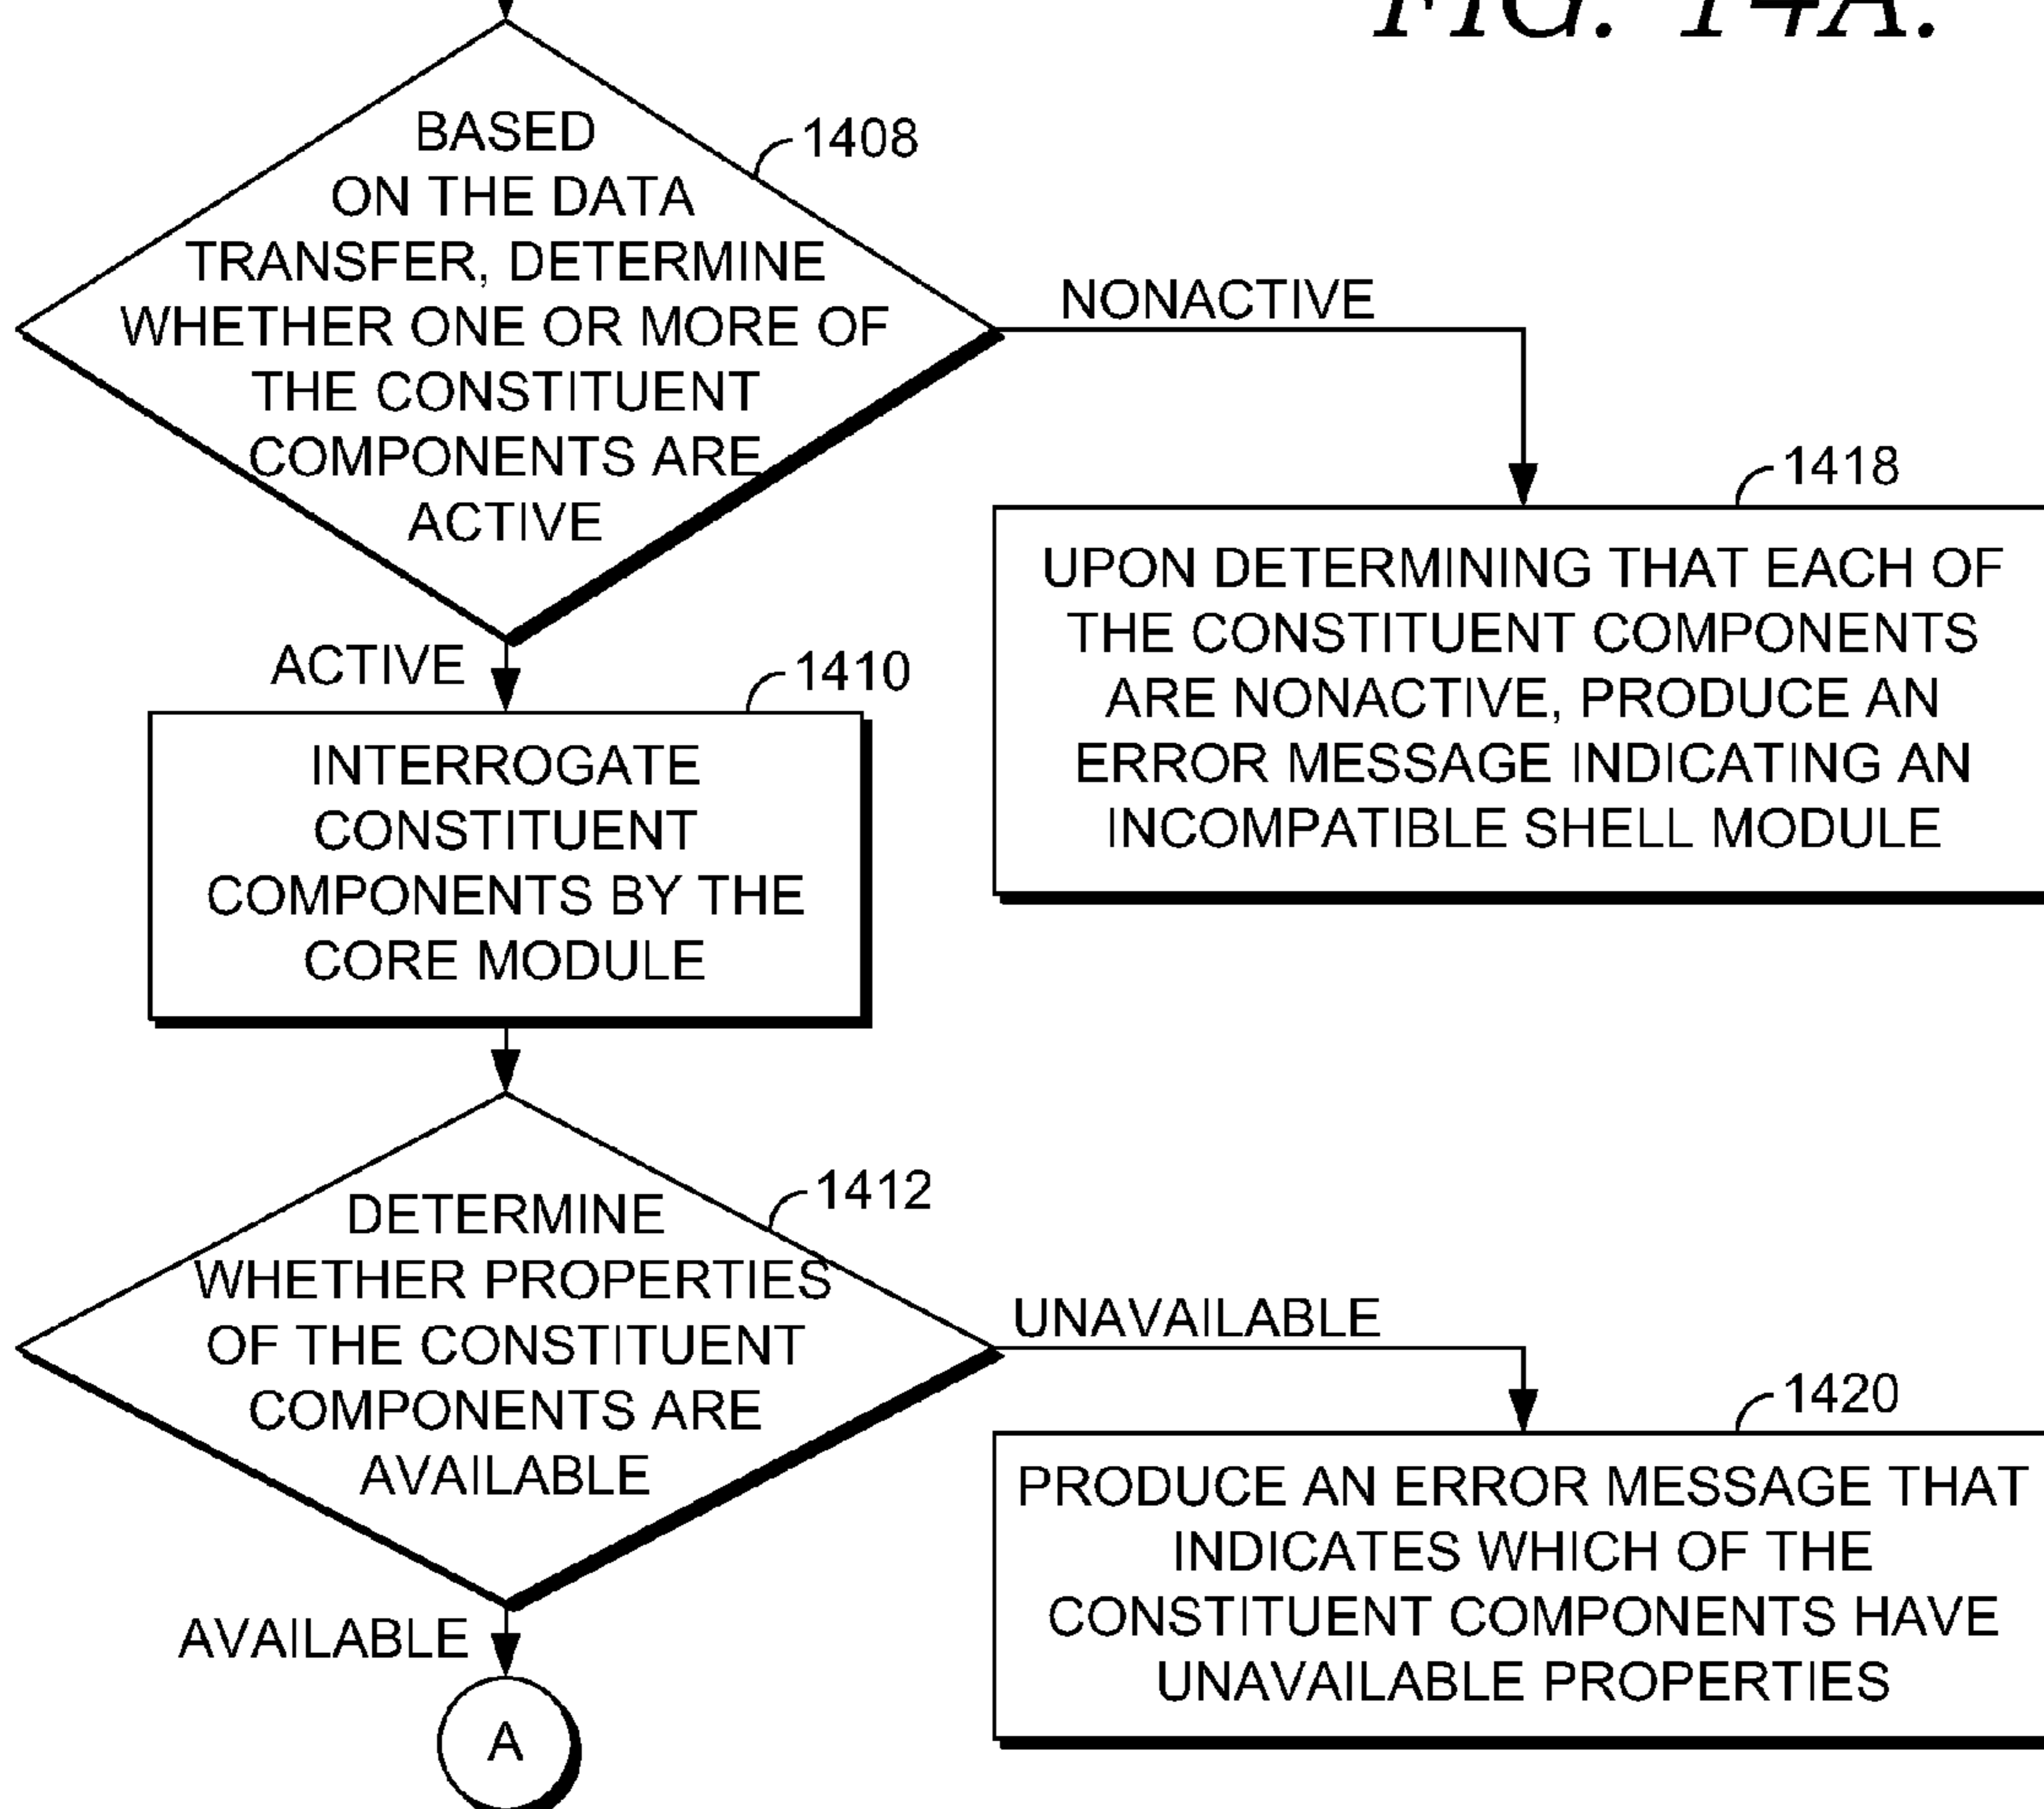 FIG. 14A.
BASED
ON THE DATA
TRANSFER, DETERMINE
WHETHER ONE OR MORE OF
THE CONSTITUENT
COMPONENTS ARE
ACTIVE
1408
NONACTIVE
1418
UPON DETERMINING THAT EACH OF
THE CONSTITUENT COMPONENTS
ARE NONACTIVE, PRODUCE AN
ERROR MESSAGE INDICATING AN
INCOMPATIBLE SHELL MODULE
ACTIVE
1410
INTERROGATE
CONSTITUENT
COMPONENTS BY THE
CORE MODULE
1412
DETERMINE
WHETHER PROPERTIES
OF THE CONSTITUENT
COMPONENTS ARE
AVAILABLE
UNAVAILABLE
1420
PRODUCE AN ERROR MESSAGE THAT
INDICATES WHICH OF THE
CONSTITUENT COMPONENTS HAVE
UNAVAILABLE PROPERTIES
AVAILABLE
A